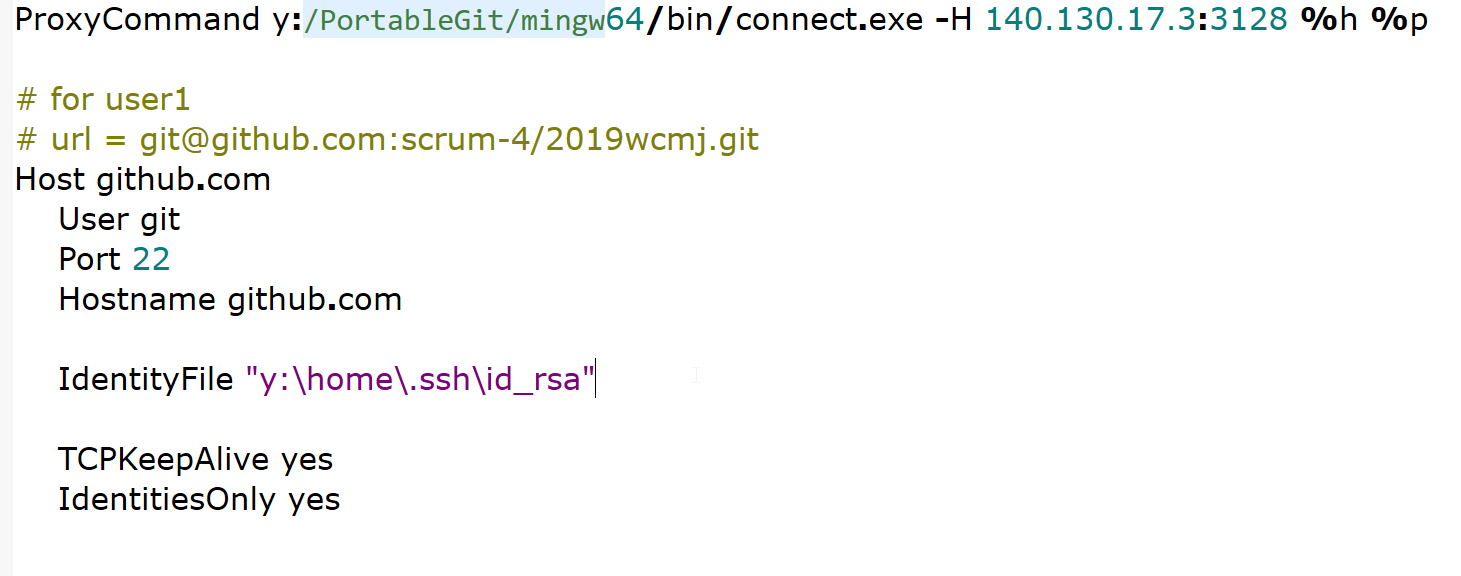 ProxyCommand y:/PortableGit/mingw64/bin/connect.exe -H 140.130.17.3:3128 %h %p
# for user1
# url = git@github.com:scrum-4/2019wcmj.git
Host github.com
User git
Port 22
Hostname github.com
IdentityFile "y:\home\.ssh\id_rsa"
TCPKeepAlive yes
IdentitiesOnly yes